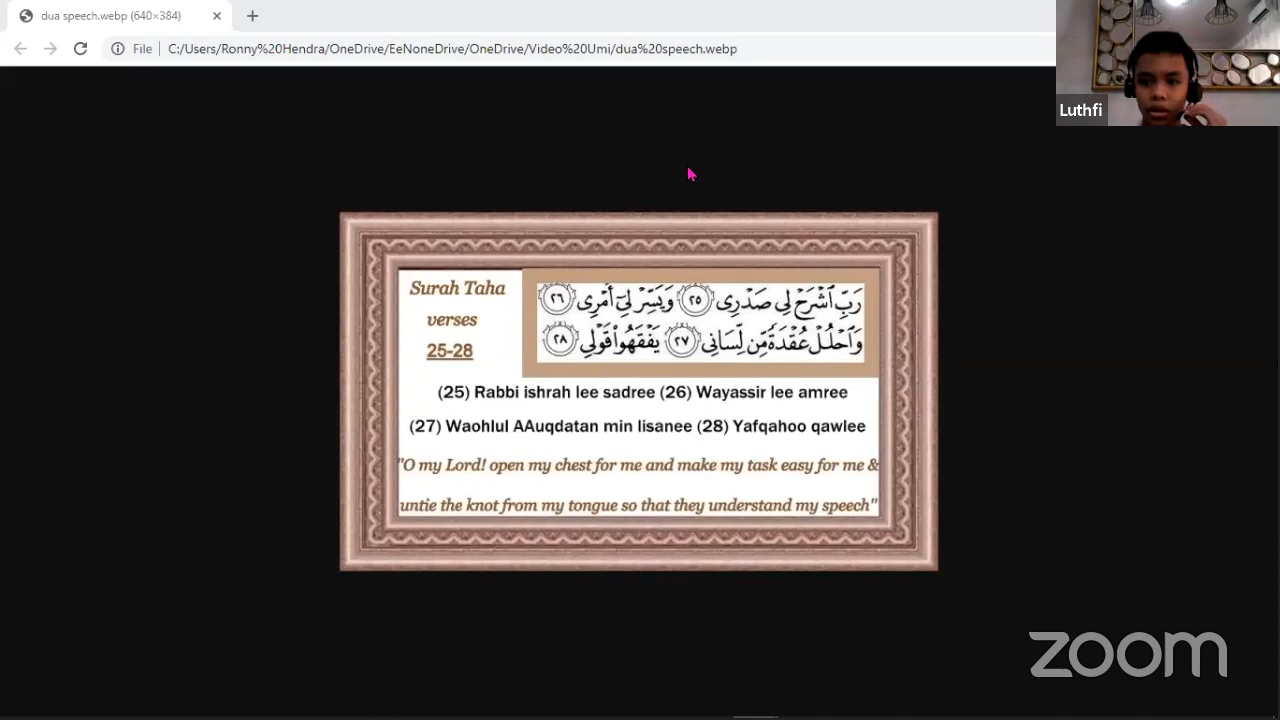 dua speech.webp (640×384)
File
C:/Users/Ronny%20Hendra/OneDrive/EeNoneDrive/OneDrive/Video%20Umi/dua%20speech.webp
Luthfi
Surah Taha
verses
25-28
رَبِّ ٱشْرَحْ لِى صَدْرِى ٢٥ وَيَسِّرْ لِىٓ أَمْرِى ٢٦
وَٱحْلُلْ عُقْدَةً مِّن لِّسَانِى ٢٧ يَفْقَهُوا۟ قَوْلِى ٢٨
(25) Rabbi ishrah lee sadree (26) Wayassir lee amree
(27) Waohlul AAuqdatan min lisanee (28) Yafqahoo qawlee
"O my Lord! open my chest for me and make my task easy for me &
untie the knot from my tongue so that they understand my speech"
zoom